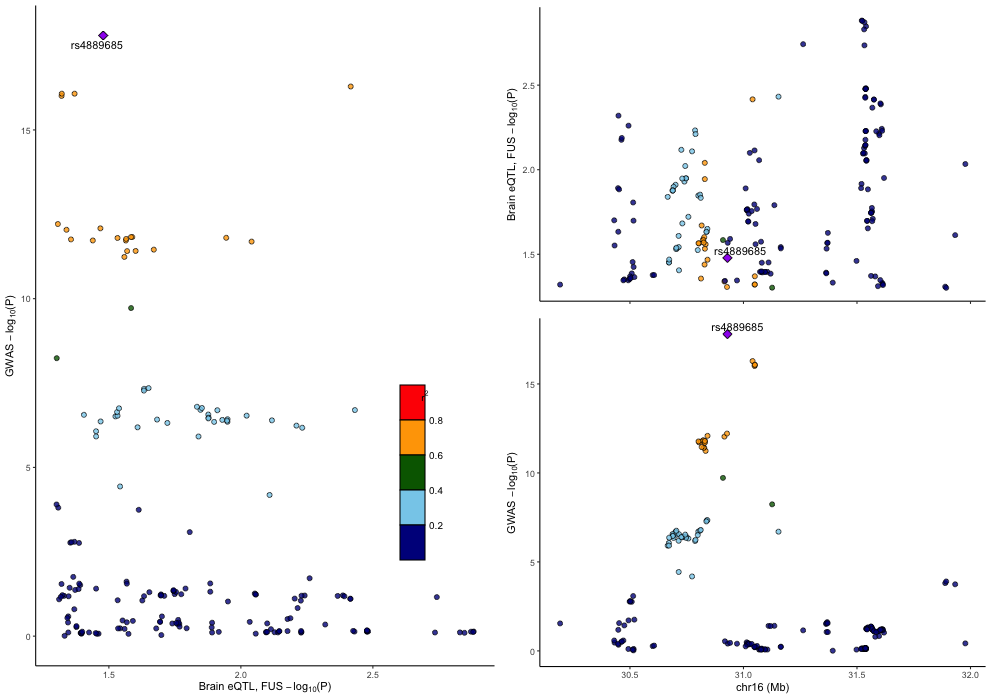 rs4889685
15
10
5
0
GWAS −log10(P)
1.5
2.0
2.5
Brain eQTL, FUS −log10(P)
r2
0.8
0.6
0.4
0.2
2.5
2.0
1.5
Brain eQTL, FUS −log10(P)
rs4889685
rs4889685
15
10
5
0
GWAS −log10(P)
30.5
31.0
31.5
32.0
chr16 (Mb)